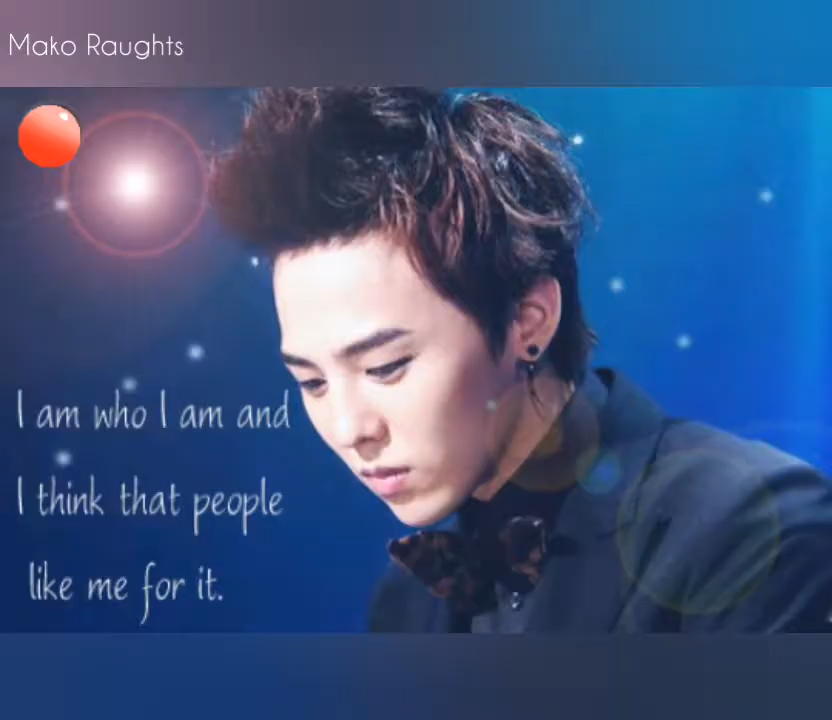 Mako Raughts
I am who I am and
I think that people
like me for it.